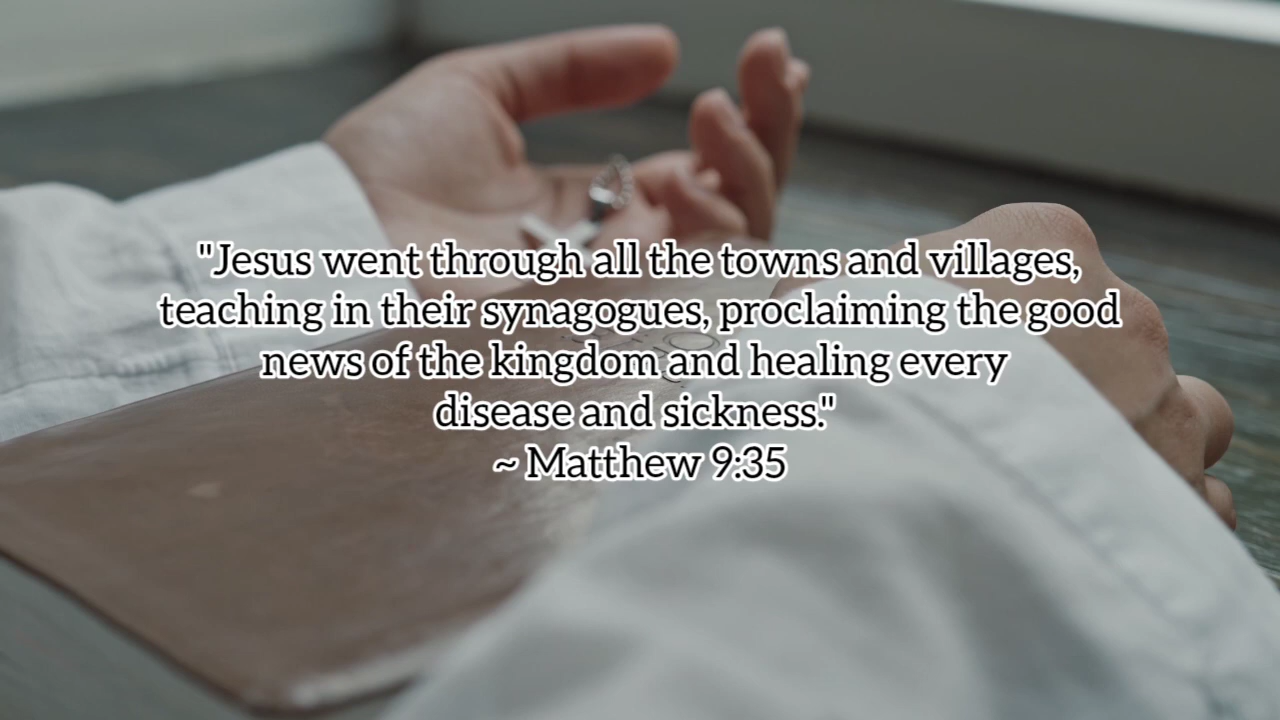 "Jesus went through all the towns and villages,
teaching in their synagogues, proclaiming the good
news of the kingdom and healing every
disease and sickness."
~ Matthew 9:35